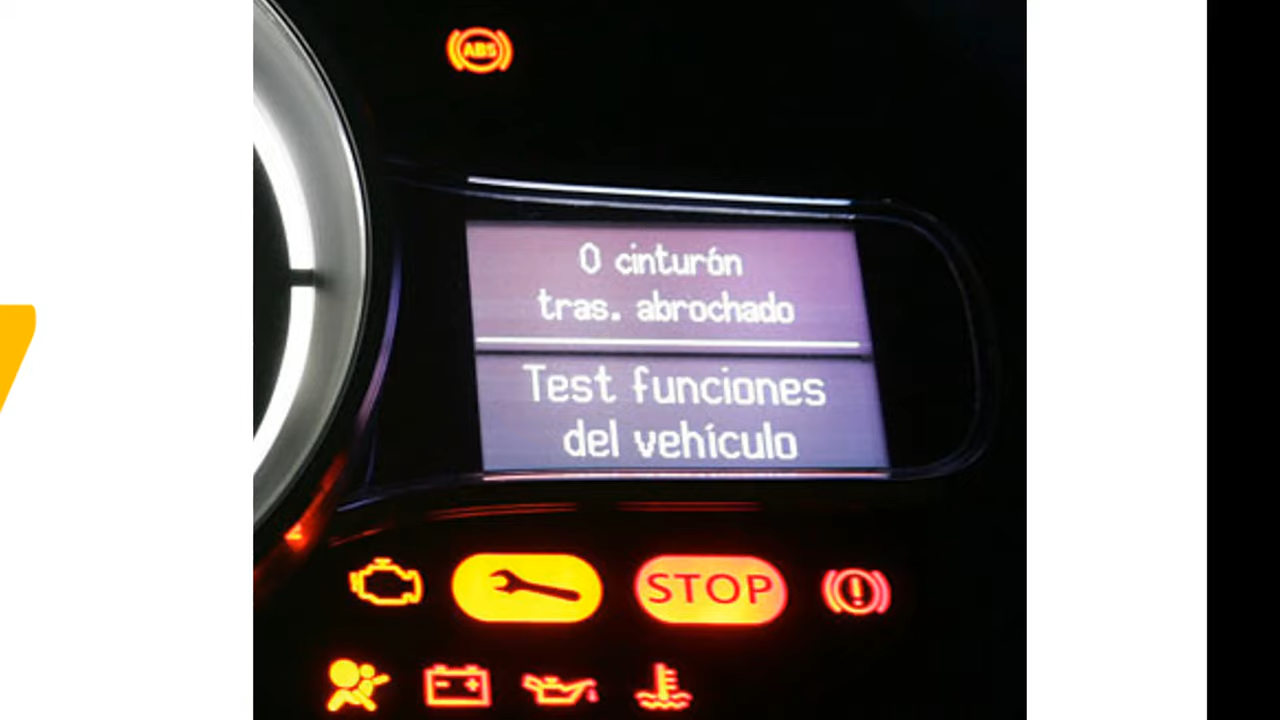 ABS
0 cinturón
tras. abrochado
Test funciones
del vehículo
STOP